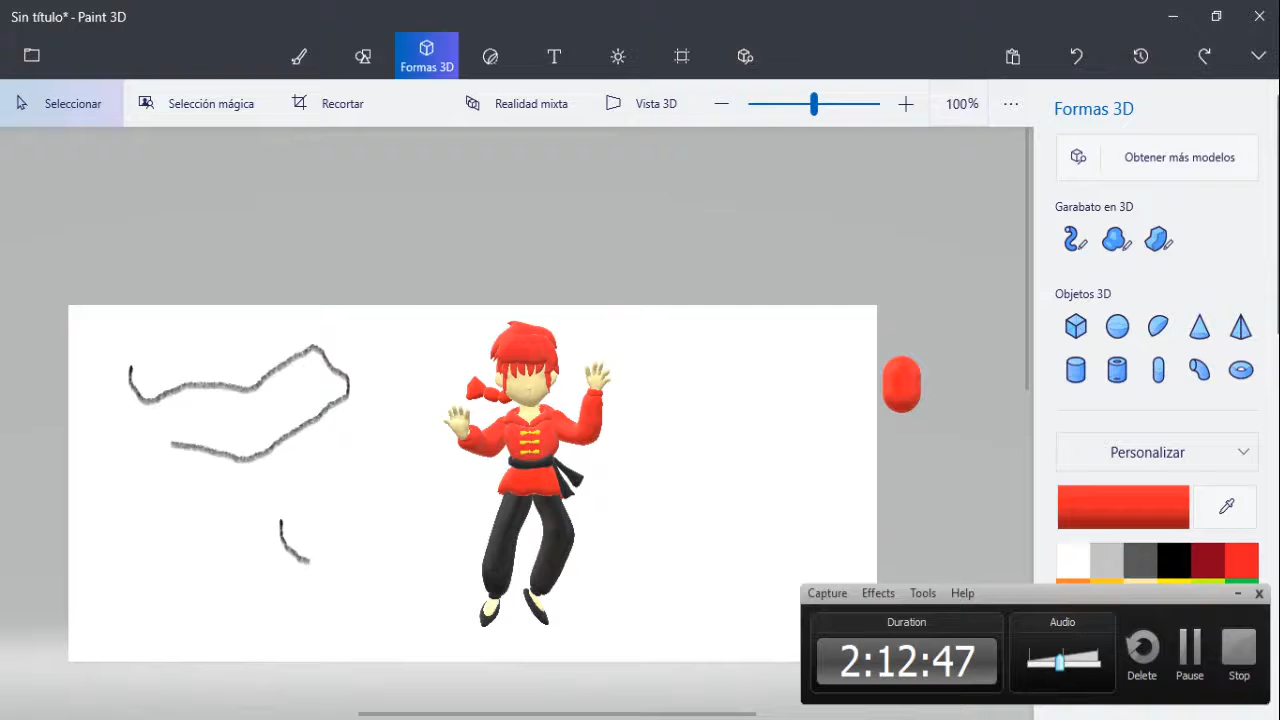 Sin título* - Paint 3D
Formas 3D
Seleccionar
Selección mágica
Recortar
Realidad mixta
Vista 3D
100%
Formas 3D
Obtener más modelos
Garabato en 3D
Objetos 3D
Personalizar
Capture Effects Tools Help
Duration
Audio
2:12:47
Delete
Pause
Stop